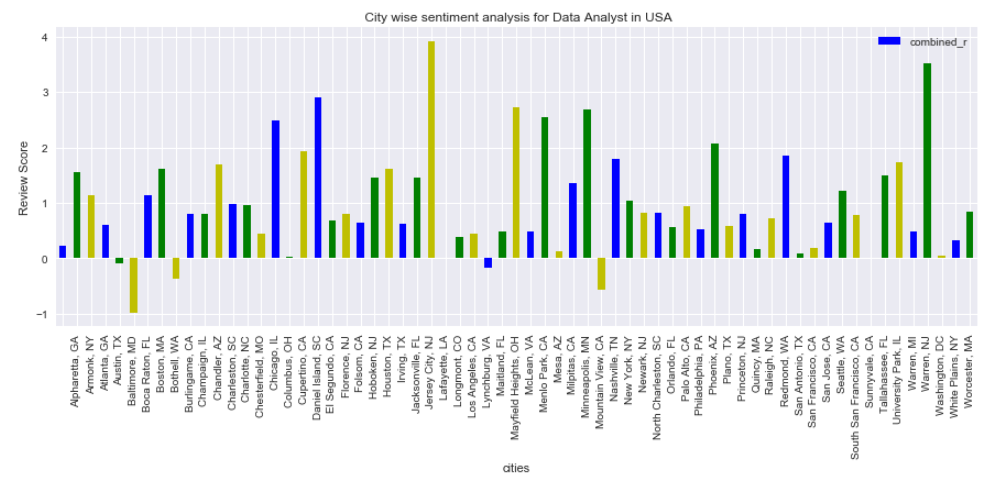 City wise sentiment analysis for Data Analyst in USA
combined_r
Review Score
4
3
2
1
0
−1
Alpharetta, GA
Armonk, NY
Atlanta, GA
Austin, TX
Baltimore, MD
Boca Raton, FL
Boston, MA
Bothell, WA
Burlingame, CA
Champaign, IL
Chandler, AZ
Charleston, SC
Charlotte, NC
Chesterfield, MO
Chicago, IL
Columbus, OH
Cupertino, CA
Daniel Island, SC
El Segundo, CA
Florence, NJ
Folsom, CA
Hoboken, NJ
Houston, TX
Irving, TX
Jacksonville, FL
Jersey City, NJ
Lafayette, LA
Longmont, CO
Los Angeles, CA
Lynchburg, VA
Maitland, FL
Mayfield Heights, OH
McLean, VA
Menlo Park, CA
Mesa, AZ
Milpitas, CA
Minneapolis, MN
Mountain View, CA
Nashville, TN
New York, NY
Newark, NJ
North Charleston, SC
Orlando, FL
Palo Alto, CA
Philadelphia, PA
Phoenix, AZ
Plano, TX
Princeton, NJ
Quincy, MA
Raleigh, NC
Redmond, WA
San Antonio, TX
San Francisco, CA
San Jose, CA
Seattle, WA
South San Francisco, CA
Sunnyvale, CA
Tallahassee, FL
University Park, IL
Warren, MI
Warren, NJ
Washington, DC
White Plains, NY
Worcester, MA
cities